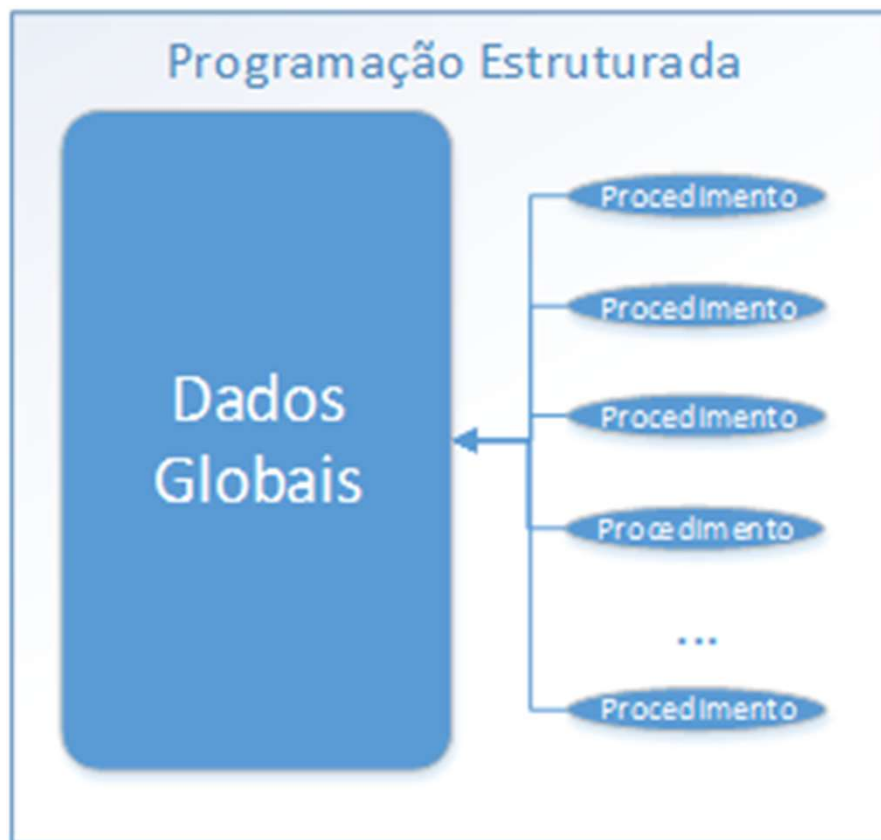 Programação Estruturada
Dados
Globais
Procedimento
Procedimento
Procedimento
Procedimento
...
Procedimento